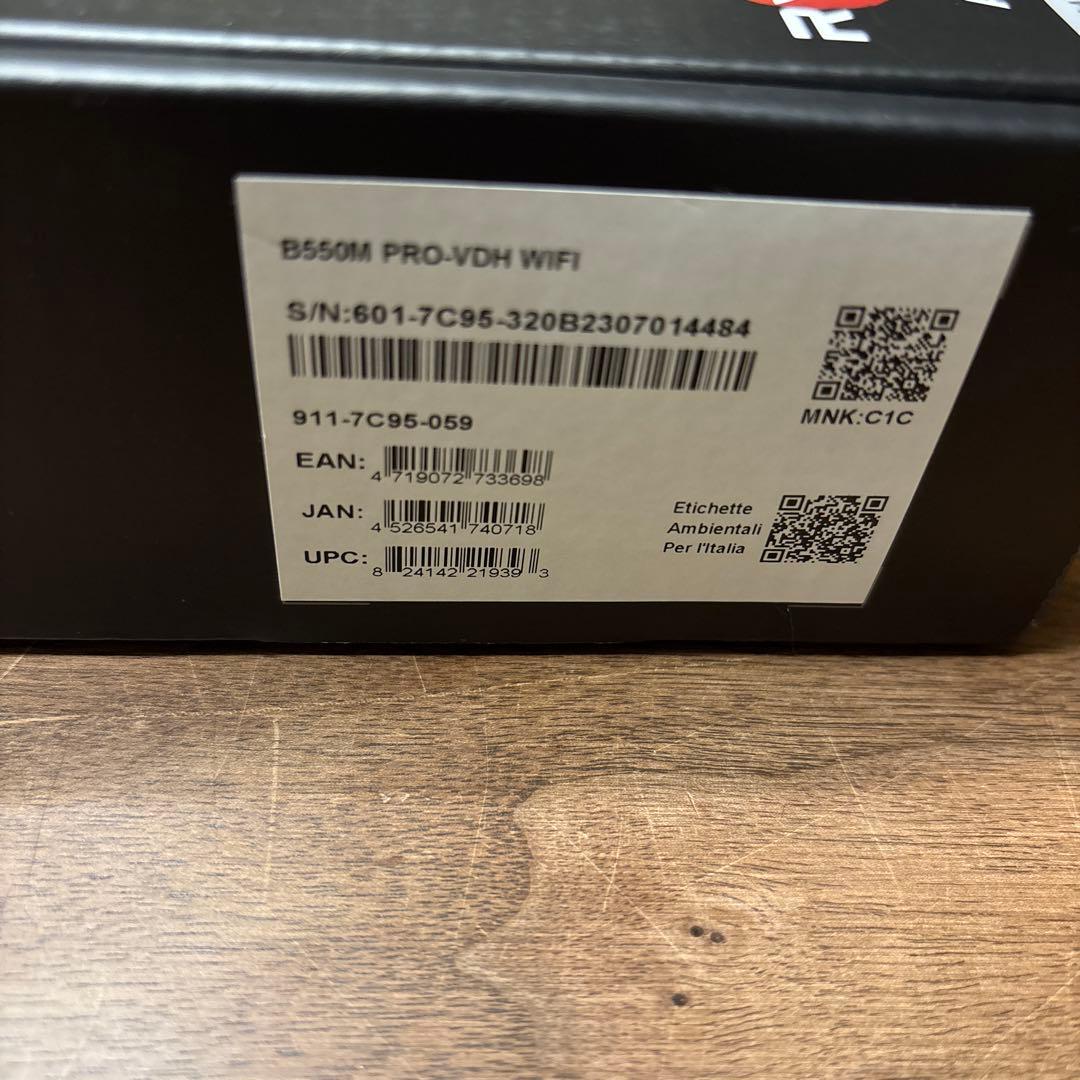 B550M PRO-VDH WIFI
S/N:601-7C95-320B2307014484
MNK:C1C
911-7C95-059
EAN: 4 719072 733698
JAN: 4 526541 740718
UPC: 8 24142 21939 3
Etichette
Ambientali
Per l'Italia